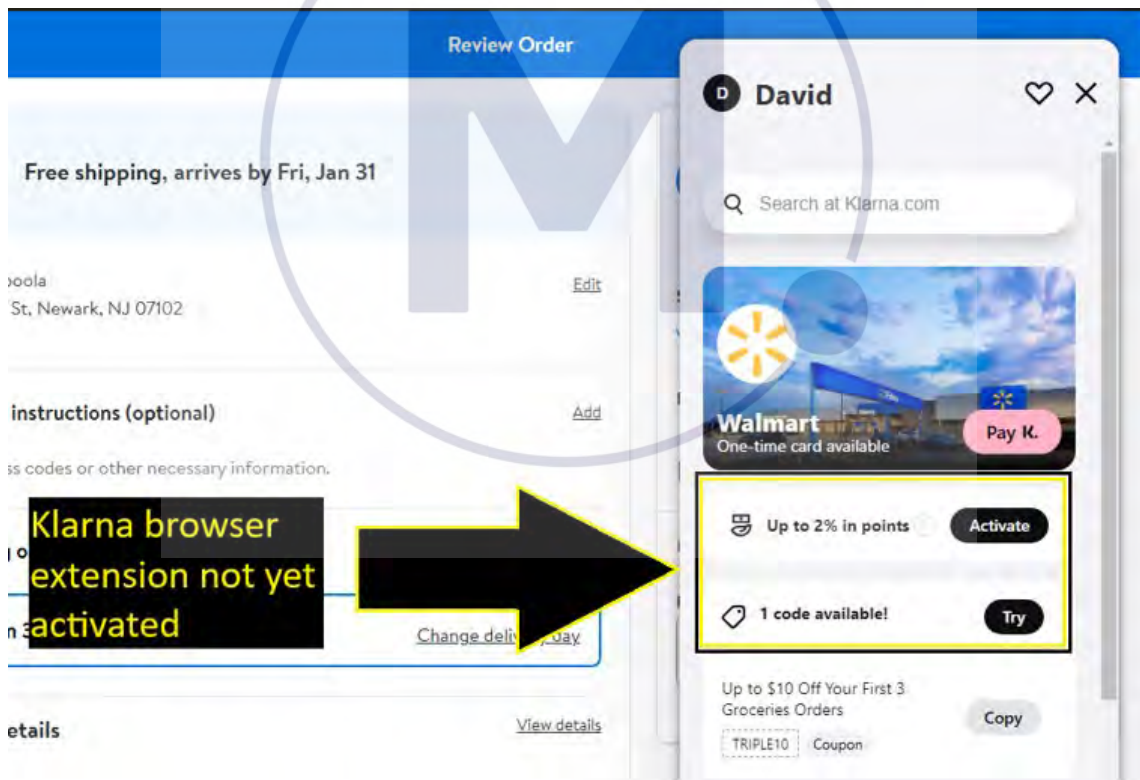 Review Order
D David
Free shipping, arrives by Fri, Jan 31
Search at Klarna.com
Edit
St, Newark, NJ 07102
instructions (optional)
Add
Walmart
One-time card available
Pay K.
codes or other necessary information.
Klarna browser
extension not yet
activated
Up to 2% in points
Activate
1 code available!
Try
Change delivery day
Up to $10 Off Your First 3
Groceries Orders
TRIPLE10 Coupon
Copy
View details
M.